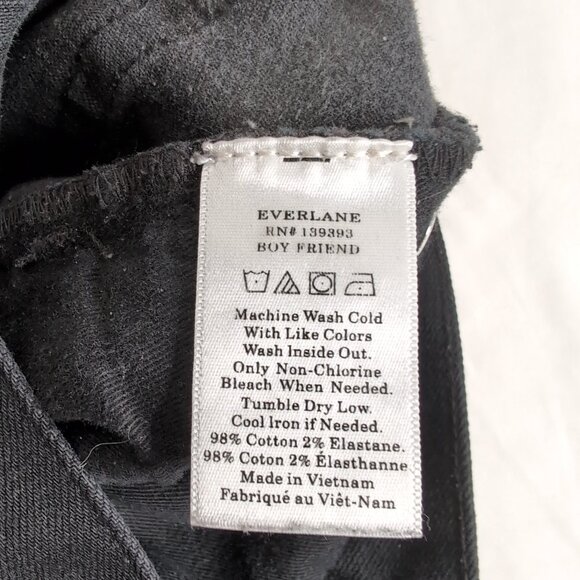 EVERLANE
RN# 139393
BOY FRIEND
Machine Wash Cold
With Like Colors
Wash Inside Out.
Only Non-Chlorine
Bleach When Needed.
Tumble Dry Low.
Cool Iron if Needed.
98% Cotton 2% Elastane.
98% Coton 2% Élasthanne
Made in Vietnam
Fabriqué au Viêt-Nam